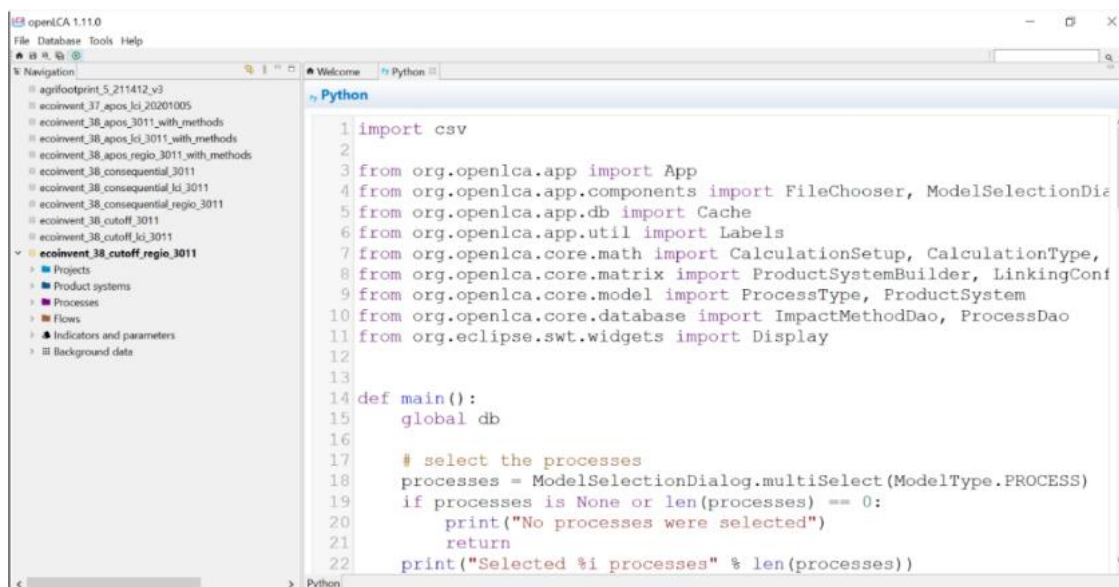 openLCA 1.11.0
File Database Tools Help
Navigation
agrifootprint_5_211412_v3
ecoinvent_37_apos_lci_20201005
ecoinvent_38_apos_3011_with_methods
ecoinvent_38_apos_lci_3011_with_methods
ecoinvent_38_apos_regio_3011_with_methods
ecoinvent_38_consequential_3011
ecoinvent_38_consequential_lci_3011
ecoinvent_38_consequential_regio_3011
ecoinvent_38_cutoff_3011
ecoinvent_38_cutoff_lci_3011
ecoinvent_38_cutoff_regio_3011
Projects
Product systems
Processes
Flows
Indicators and parameters
Background data
Welcome Python
Python
1 import csv
2
3 from org.openlca.app import App
4 from org.openlca.app.components import FileChooser, ModelSelectionDia
5 from org.openlca.app.db import Cache
6 from org.openlca.app.util import Labels
7 from org.openlca.core.math import CalculationSetup, CalculationType,
8 from org.openlca.core.matrix import ProductSystemBuilder, LinkingConf
9 from org.openlca.core.model import ProcessType, ProductSystem
10 from org.openlca.core.database import ImpactMethodDao, ProcessDao
11 from org.eclipse.swt.widgets import Display
12
13
14 def main():
15     global db
16
17     # select the processes
18     processes = ModelSelectionDialog.multiSelect(ModelType.PROCESS)
19     if processes is None or len(processes) == 0:
20         print("No processes were selected")
21         return
22     print("Selected %i processes" % len(processes))
Python